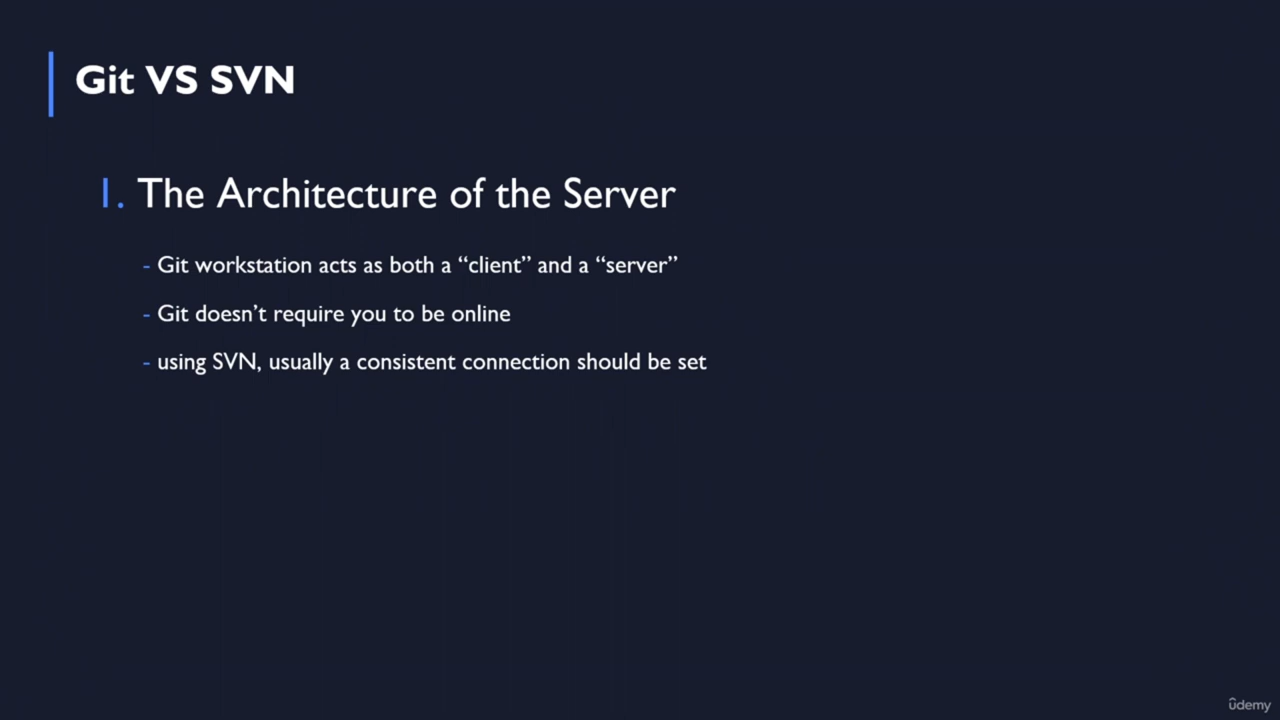 Git VS SVN
1. The Architecture of the Server
- Git workstation acts as both a “client” and a “server”
- Git doesn’t require you to be online
- using SVN, usually a consistent connection should be set
ûdemy